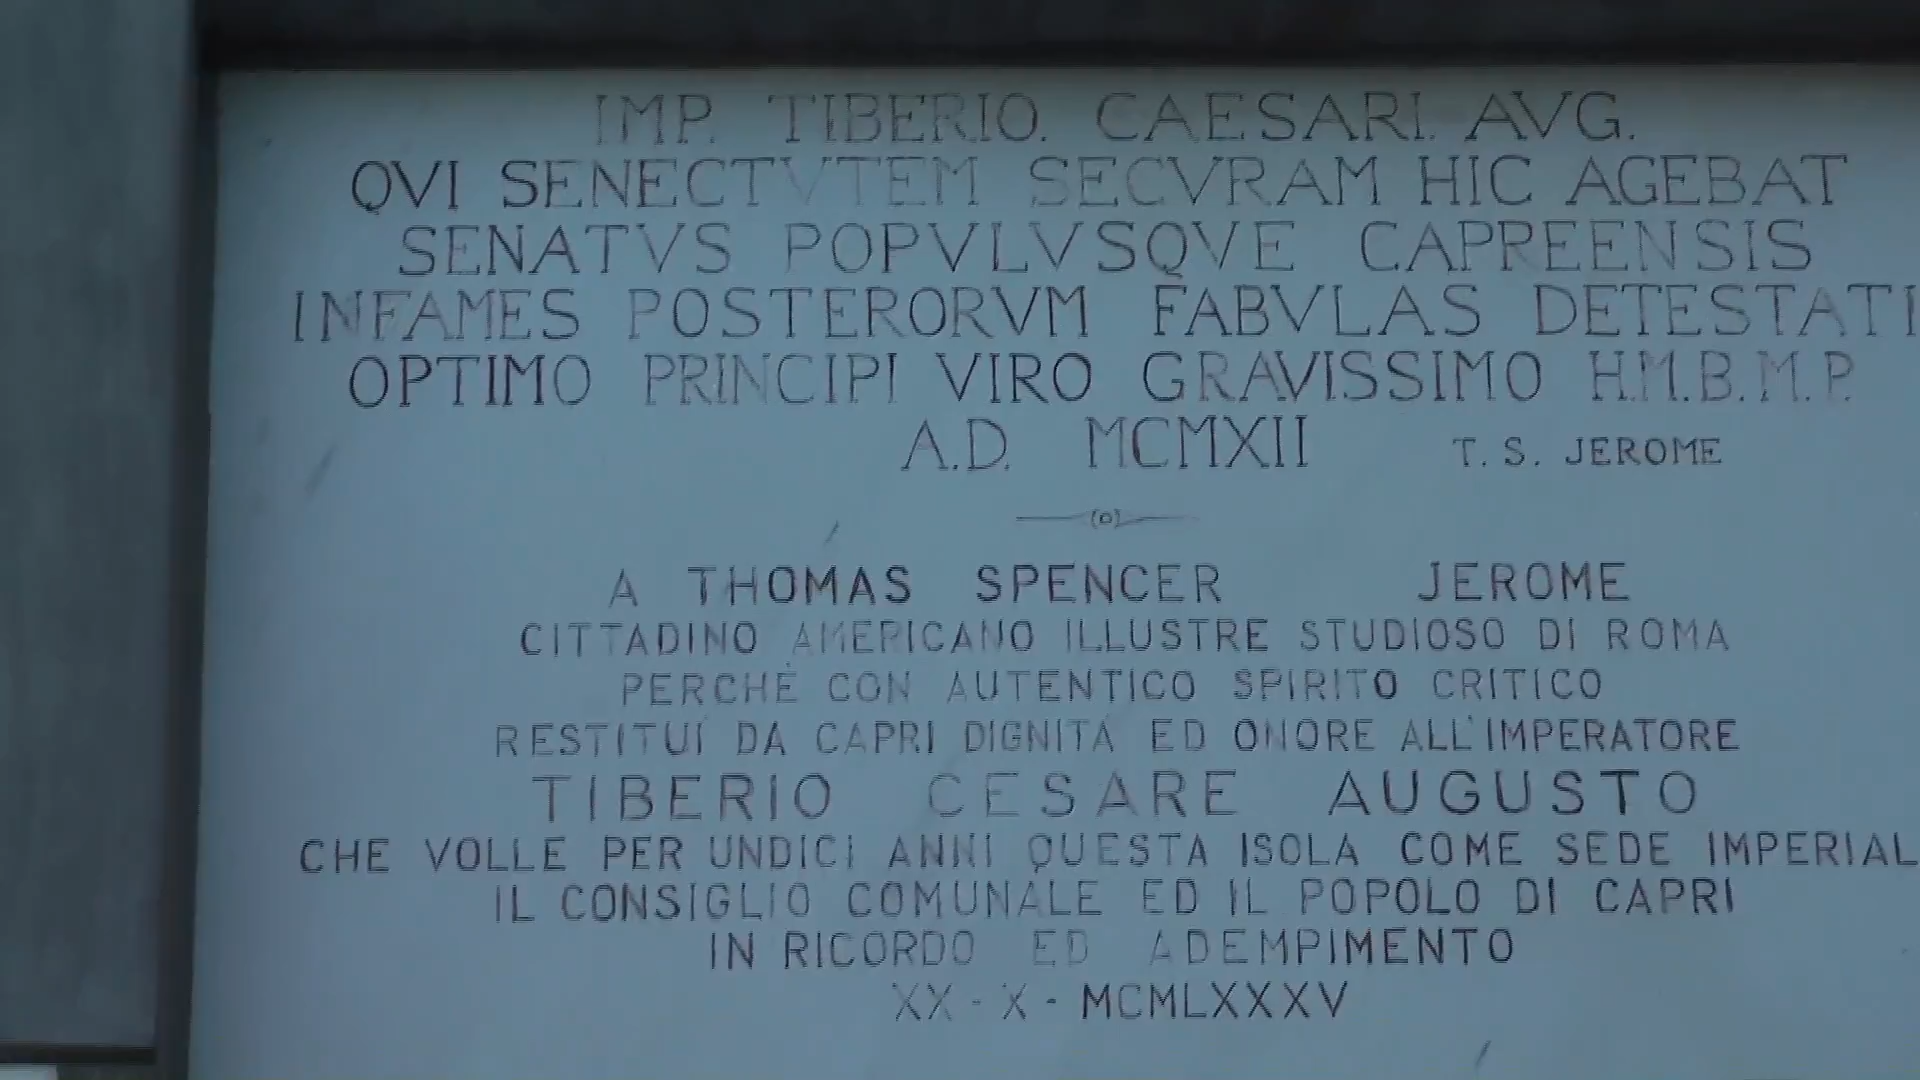 IMP. TIBERIO. CAESARI. AVG.
QVI SENECTVTEM SECVRAM HIC AGEBAT
SENATVS POPVLVSQVE CAPREENSIS
INFAMES POSTERORVM FABVLAS DETESTATI
OPTIMO PRINCIPI VIRO GRAVISSIMO H.M.B.M.P.
A.D. MCMXII T. S. JEROME
A THOMAS SPENCER JEROME
CITTADINO AMERICANO ILLUSTRE STUDIOSO DI ROMA
PERCHÉ CON AUTENTICO SPIRITO CRITICO
RESTITUÍ DA CAPRI DIGNITÁ ED ONORE ALL'IMPERATORE
TIBERIO CESARE AUGUSTO
CHE VOLLE PER UNDICI ANNI QUESTA ISOLA COME SEDE IMPERIAL
IL CONSIGLIO COMUNALE ED IL POPOLO DI CAPRI
IN RICORDO ED ADEMPIMENTO
XX - X - MCMLXXXV